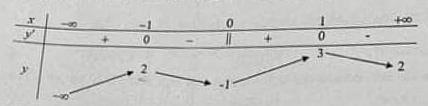 x -∞ -1 0 1 +∞
y' + 0 - || + 0 -
y -∞ 2 -1 3 2